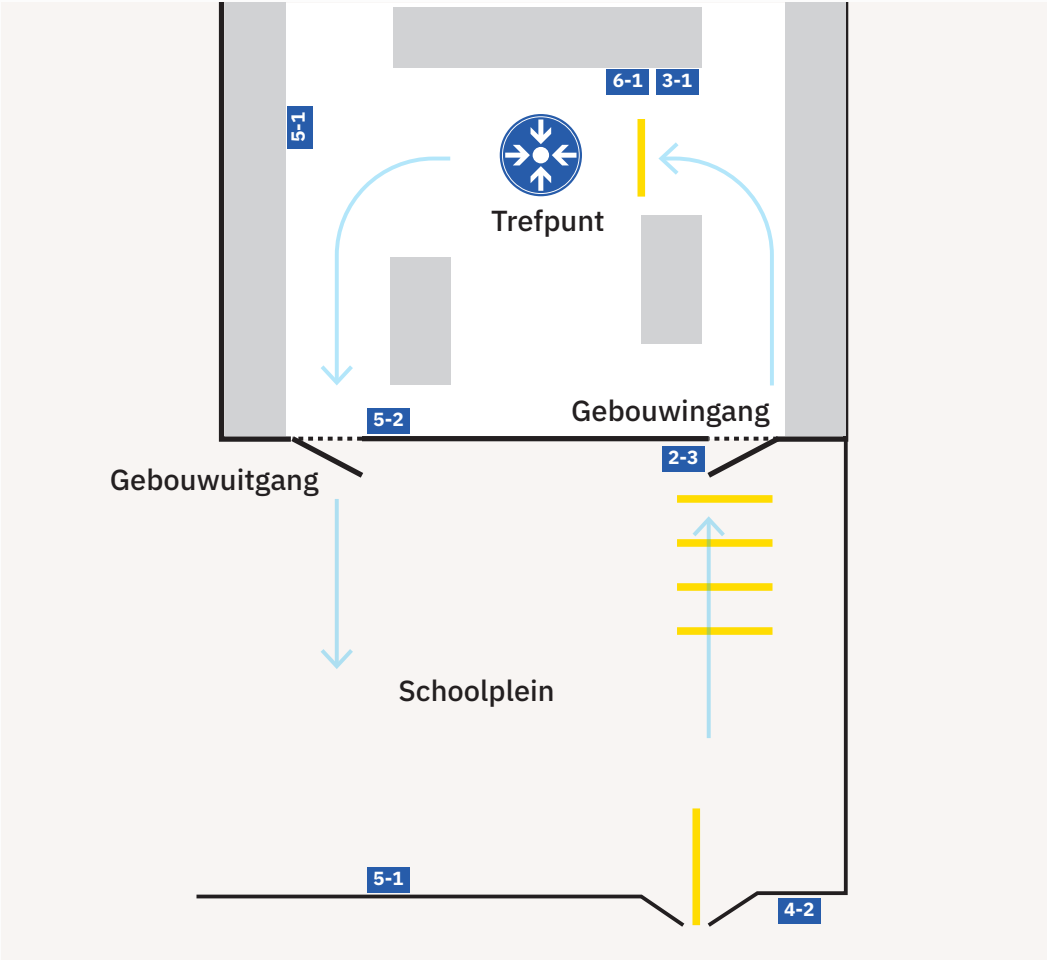 6-1 3-1
5-1
Trefpunt
Gebouwingang
5-2
2-3
Gebouwuitgang
Schoolplein
5-1
4-2